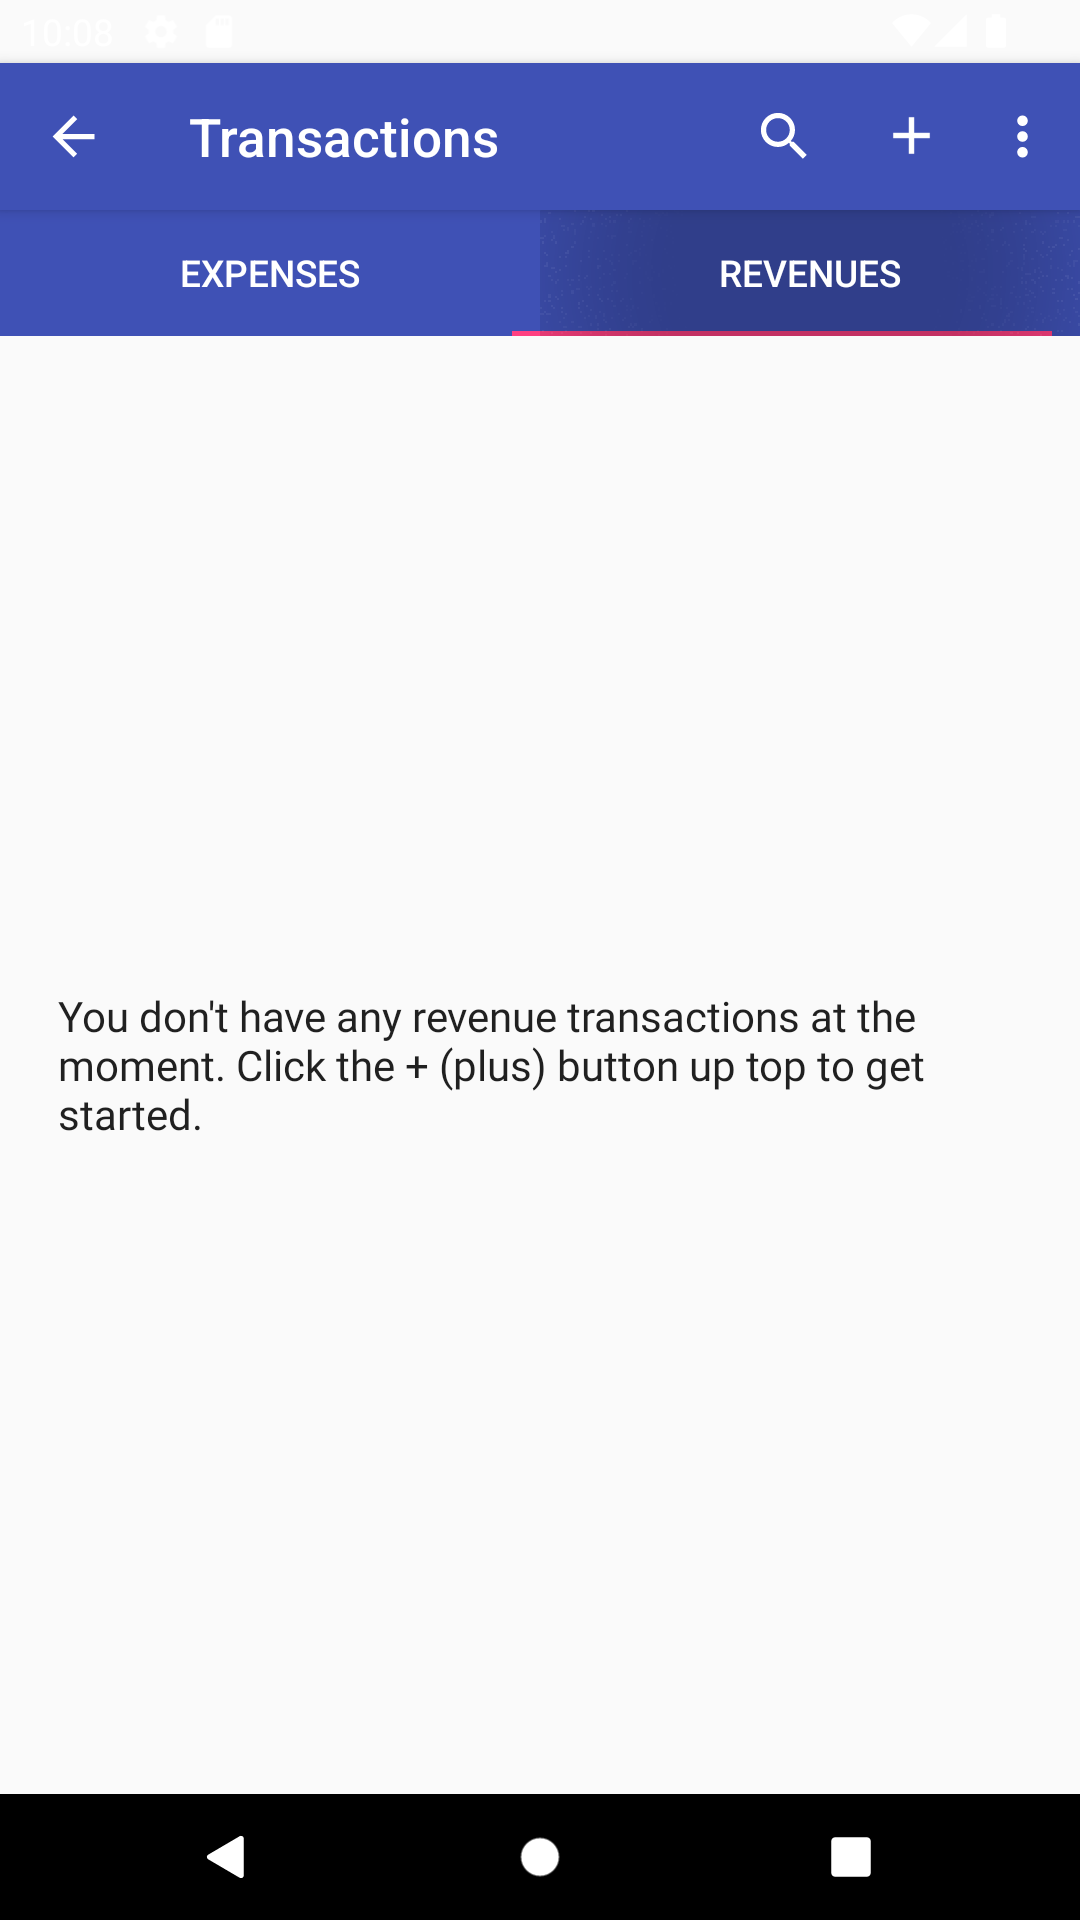 10:08
Transactions
EXPENSES
REVENUES
You don't have any revenue transactions at the
moment. Click the + (plus) button up top to get
started.